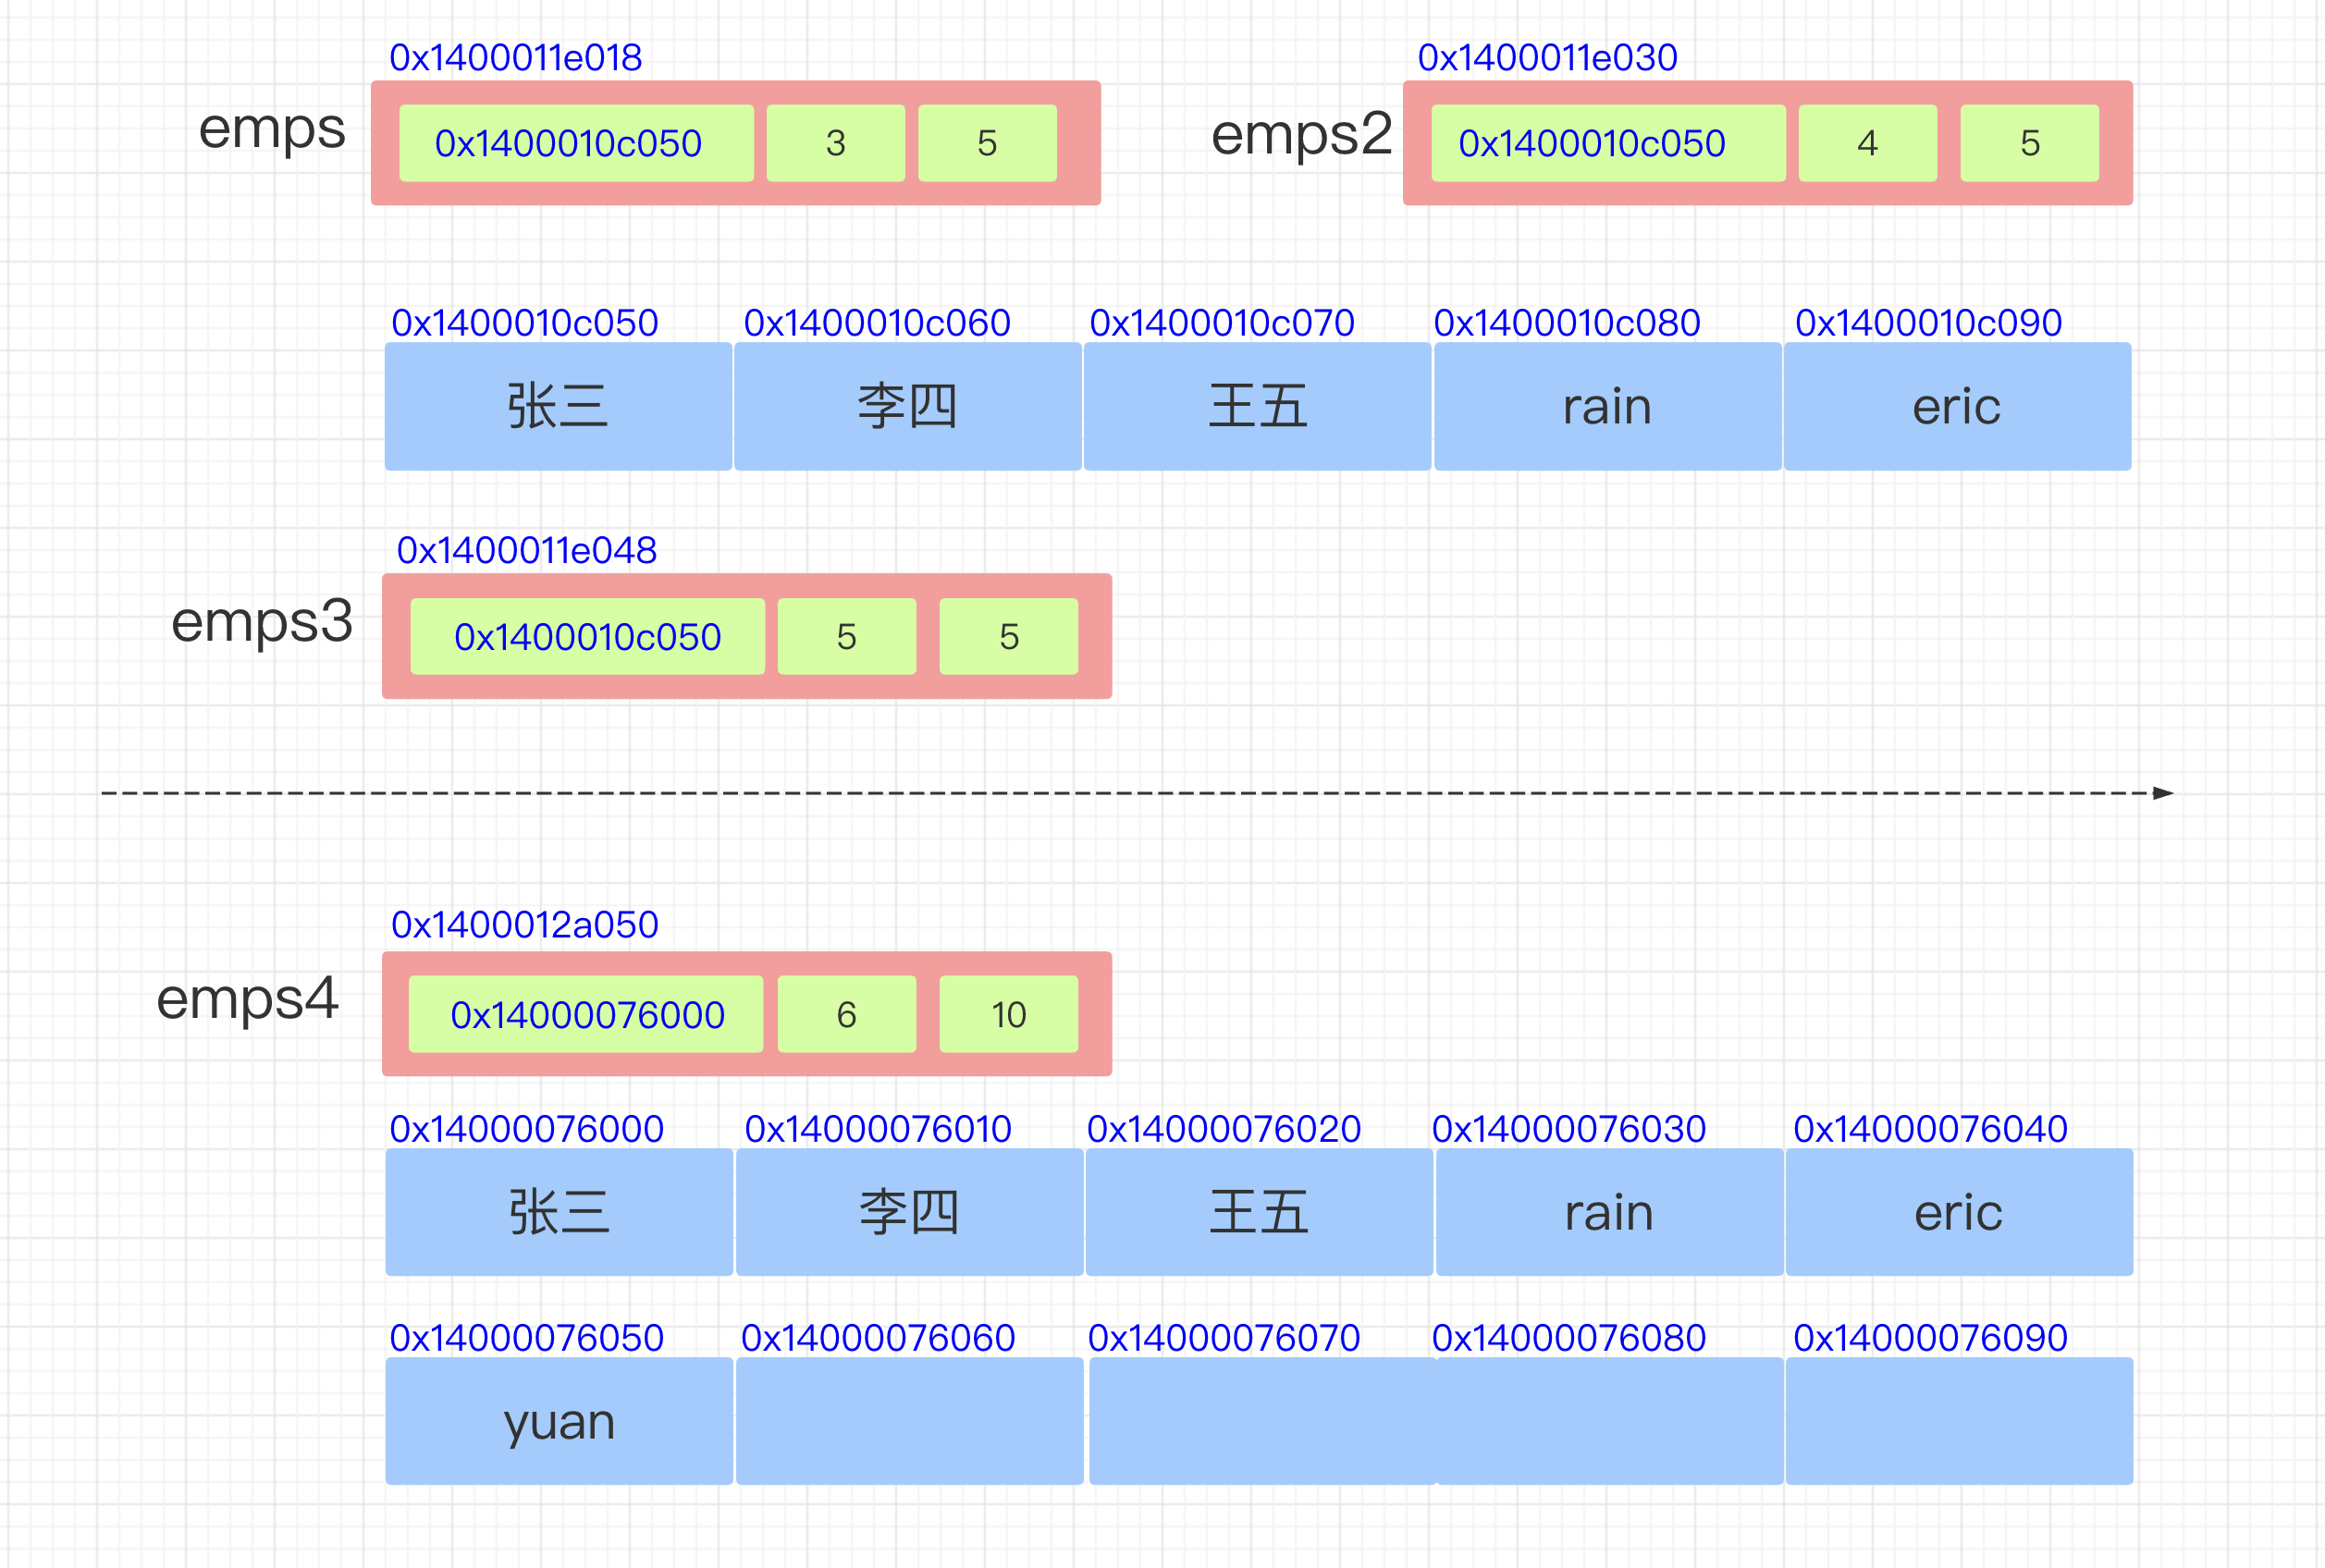 0x1400011e018
0x1400011e030
emps
0x1400010c050 3 5
emps2
0x1400010c050 4 5
0x1400010c050 0x1400010c060 0x1400010c070 0x1400010c080 0x1400010c090
张三 李四 王五 rain eric
0x1400011e048
emps3
0x1400010c050 5 5
0x1400012a050
emps4
0x14000076000 6 10
0x14000076000 0x14000076010 0x14000076020 0x14000076030 0x14000076040
张三 李四 王五 rain eric
0x14000076050 0x14000076060 0x14000076070 0x14000076080 0x14000076090
yuan